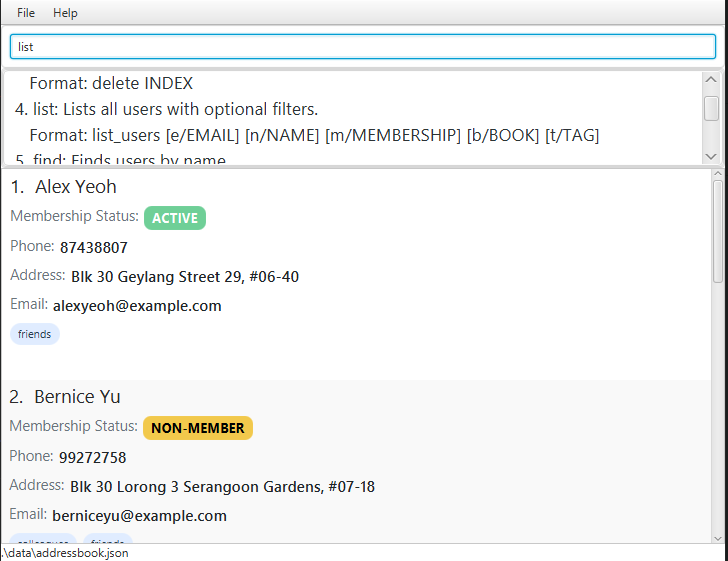 File Help
list
Format: delete INDEX
4. list: Lists all users with optional filters.
Format: list_users [e/EMAIL] [n/NAME] [m/MEMBERSHIP] [b/BOOK] [t/TAG]
5. find: Finds users by name
1. Alex Yeoh
Membership Status: ACTIVE
Phone: 87438807
Address: Blk 30 Geylang Street 29, #06-40
Email: alexyeoh@example.com
friends
2. Bernice Yu
Membership Status: NON-MEMBER
Phone: 99272758
Address: Blk 30 Lorong 3 Serangoon Gardens, #07-18
Email: berniceyu@example.com
colleagues friends
.\data\addressbook.json